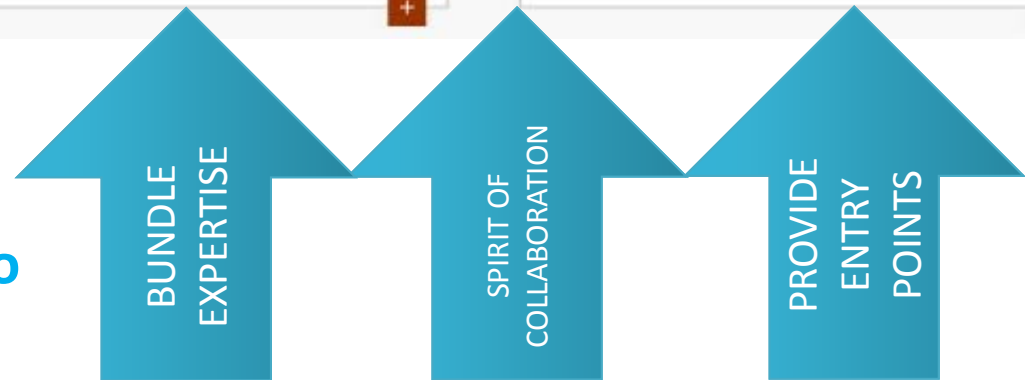 +
BUNDLE
EXPERTISE
SPIRIT OF
COLLABORATION
PROVIDE
ENTRY
POINTS
o